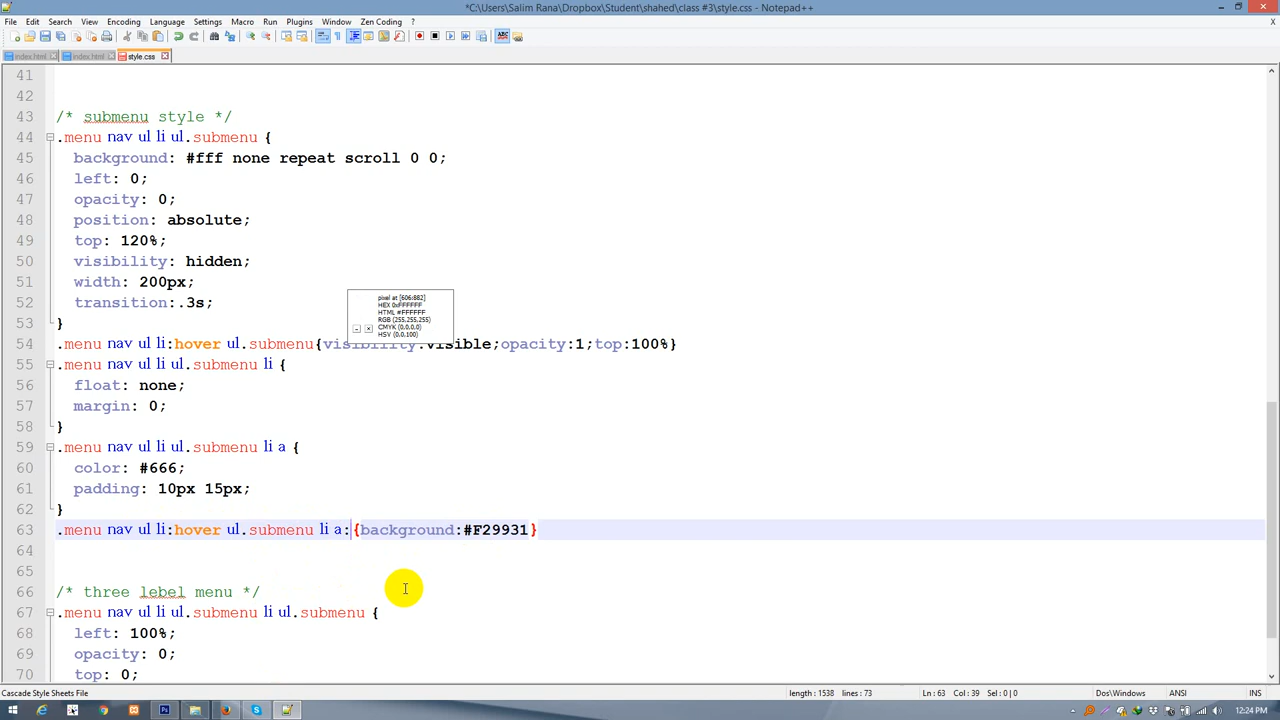 *C:\Users\Salim Rana\Dropbox\Student\shahed\class #3\style.css - Notepad++
File Edit Search View Encoding Language Settings Macro Run Plugins Window Zen Coding ?
index.html index.html style.css
41
42
43 /* submenu style */
44 .menu nav ul li ul.submenu {
45 background: #fff none repeat scroll 0 0;
46 left: 0;
47 opacity: 0;
48 position: absolute;
49 top: 120%;
50 visibility: hidden;
51 width: 200px;
52 transition:.3s;
53 }
pixel at [606:882]
HEX 0xFFFFFF
HTML #FFFFFF
RGB (255.255.255)
CMYK (0.0.0.0)
HSV (0.0.100)
54 .menu nav ul li:hover ul.submenu{visibility:visible;opacity:1;top:100%}
55 .menu nav ul li ul.submenu li {
56 float: none;
57 margin: 0;
58 }
59 .menu nav ul li ul.submenu li a {
60 color: #666;
61 padding: 10px 15px;
62 }
63 .menu nav ul li:hover ul.submenu li a:{background:#F29931}
64
65
66 /* three lebel menu */
67 .menu nav ul li ul.submenu li ul.submenu {
68 left: 100%;
69 opacity: 0;
70 top: 0;
Cascade Style Sheets File length : 1538 lines : 73 Ln : 63 Col : 39 Sel : 0 | 0 Dos\Windows ANSI INS
12:24 PM